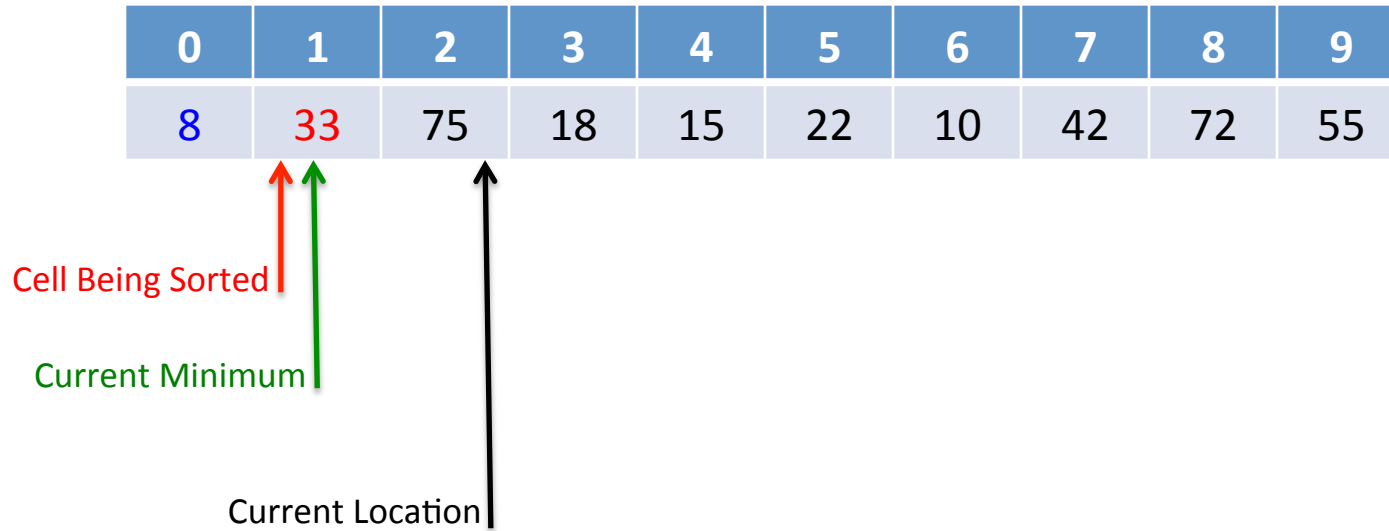 0 1 2 3 4 5 6 7 8 9
8 33 75 18 15 22 10 42 72 55
Cell Being Sorted
Current Minimum
Current Location